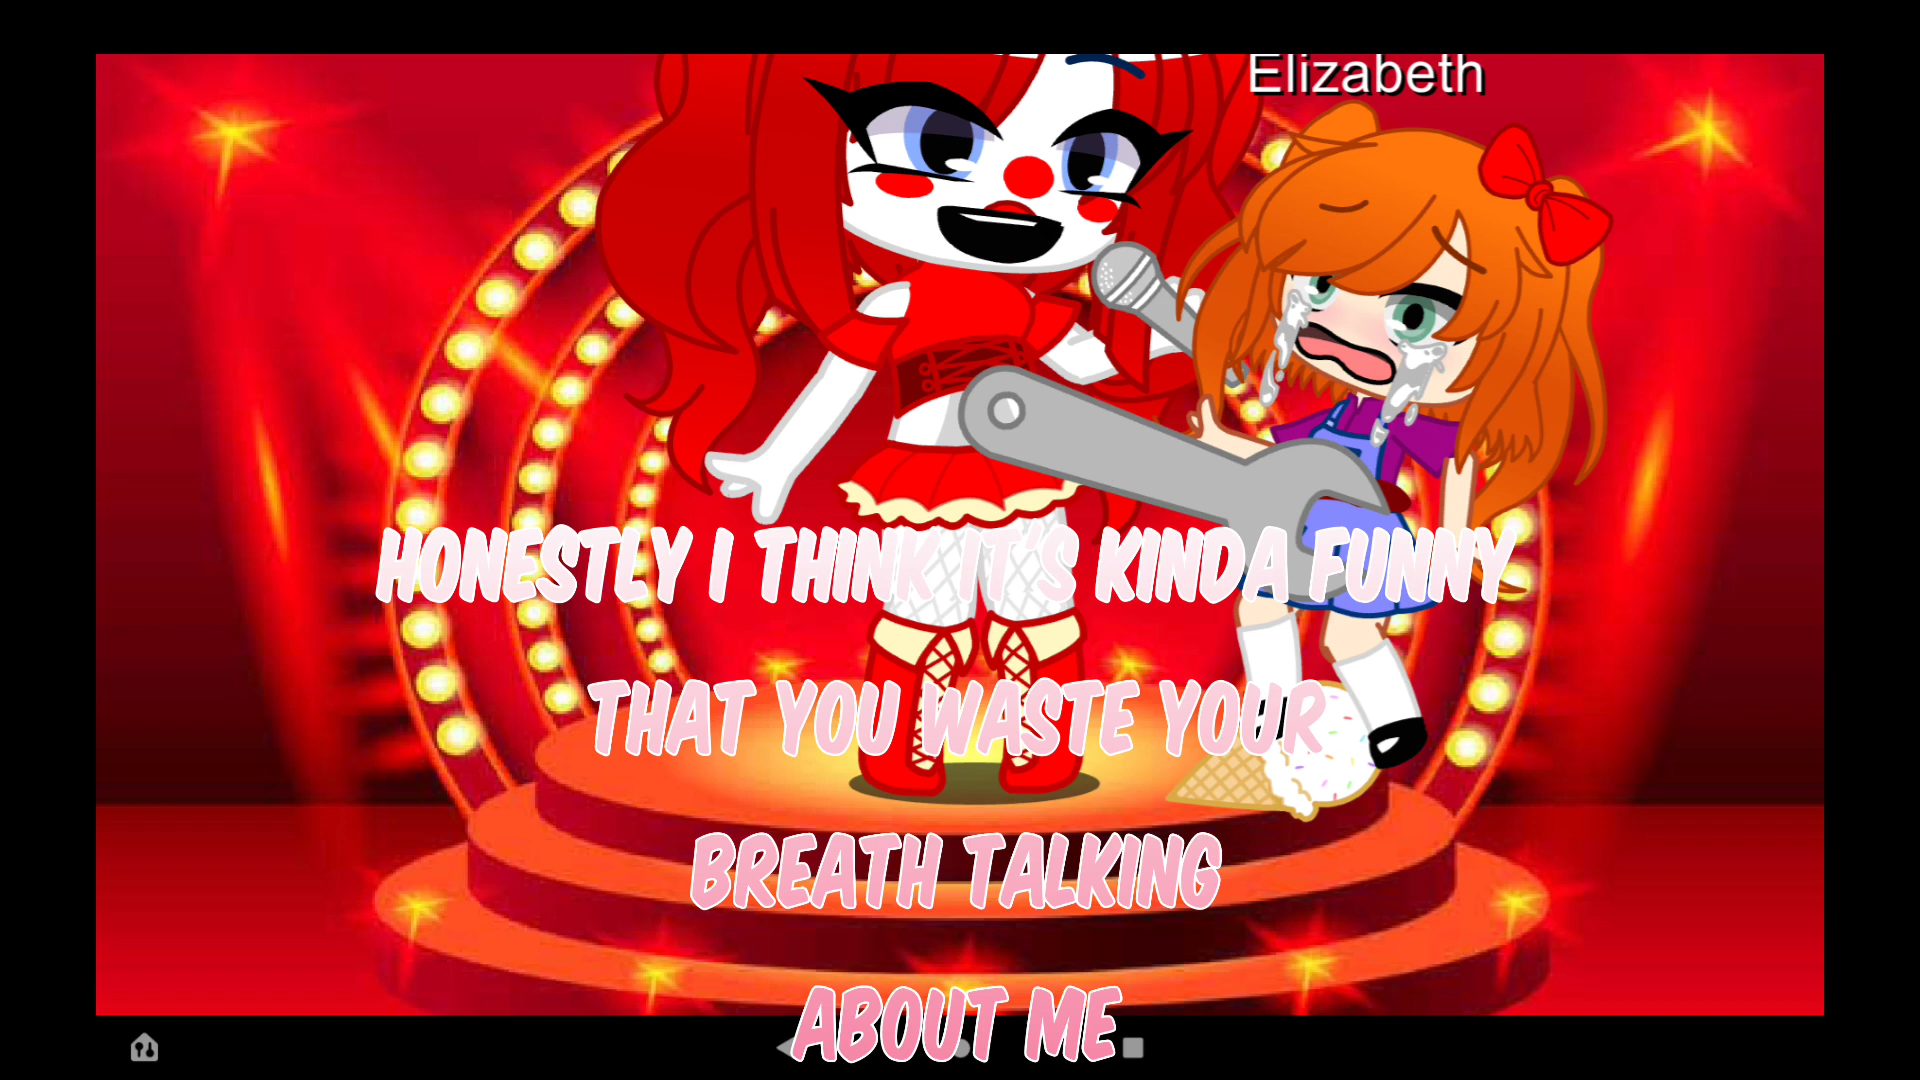 Elizabeth
HONESTLY I THINK IT'S KINDA FUNNY
THAT YOU WASTE YOUR
BREATH TALKING
ABOUT ME